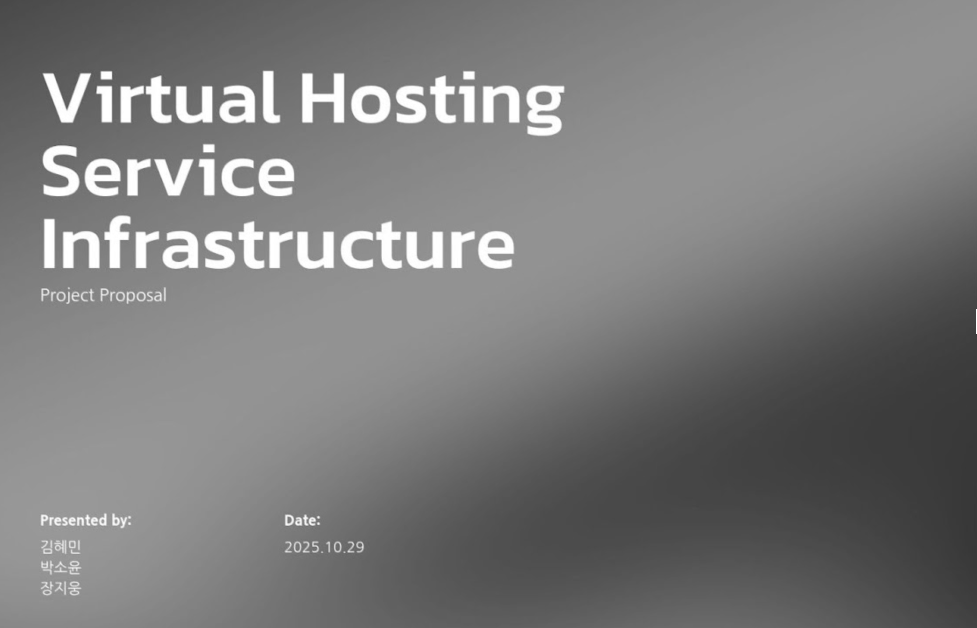 Virtual Hosting
Service
Infrastructure
Project Proposal
Presented by:
김혜민
박소윤
장지웅
Date:
2025.10.29